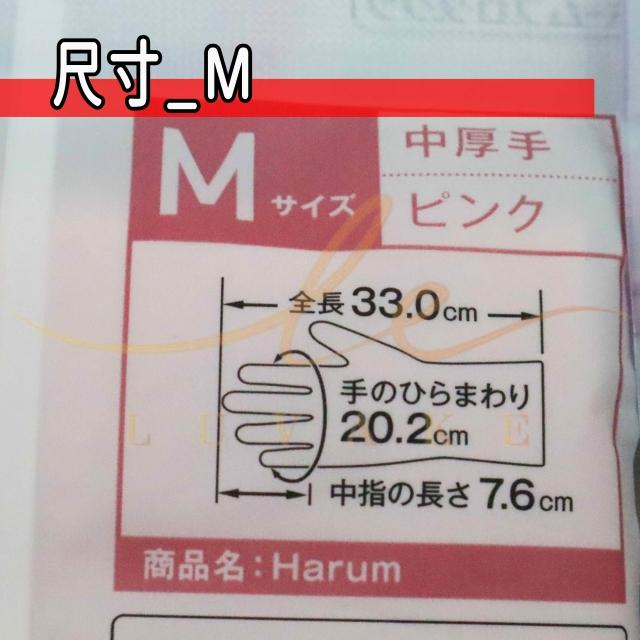 尺寸_M
M サイズ
中厚手
ピンク
全長 33.0cm
手のひらまわり
20.2cm
中指の長さ 7.6cm
商品名：Harum